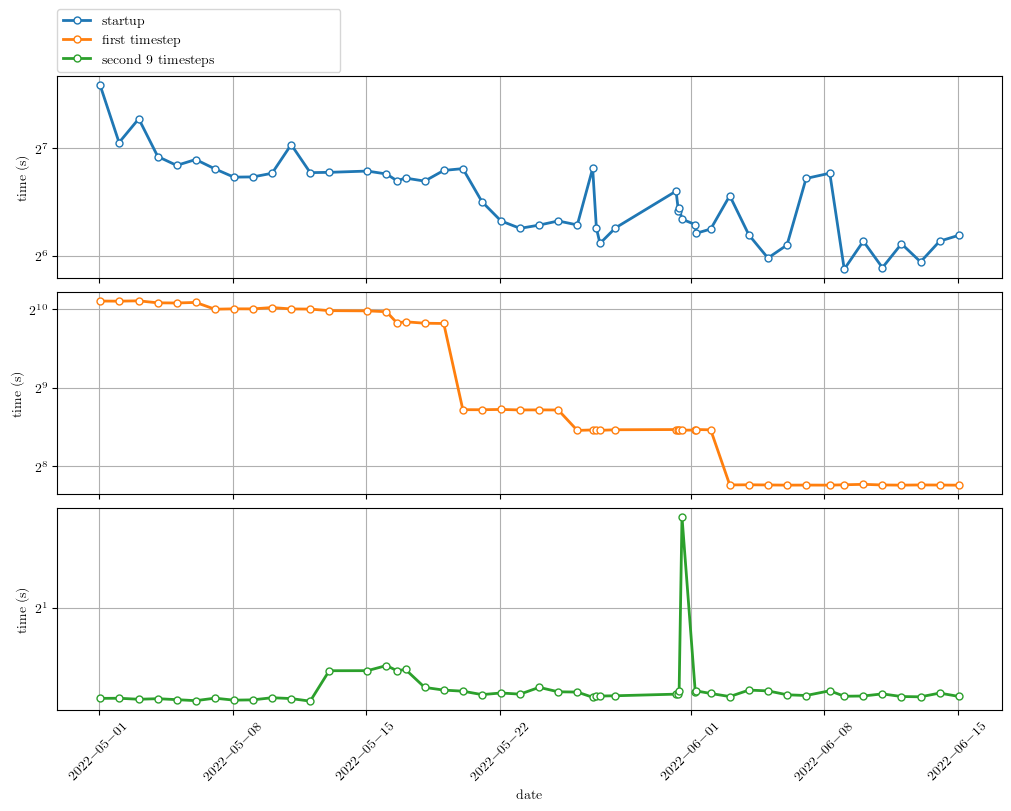 startup
first timestep
second 9 timesteps
time (s)
2^7
2^6
time (s)
2^10
2^9
2^8
time (s)
2^1
2022−05−01
2022−05−08
2022−05−15
2022−05−22
2022−06−01
2022−06−08
2022−06−15
date